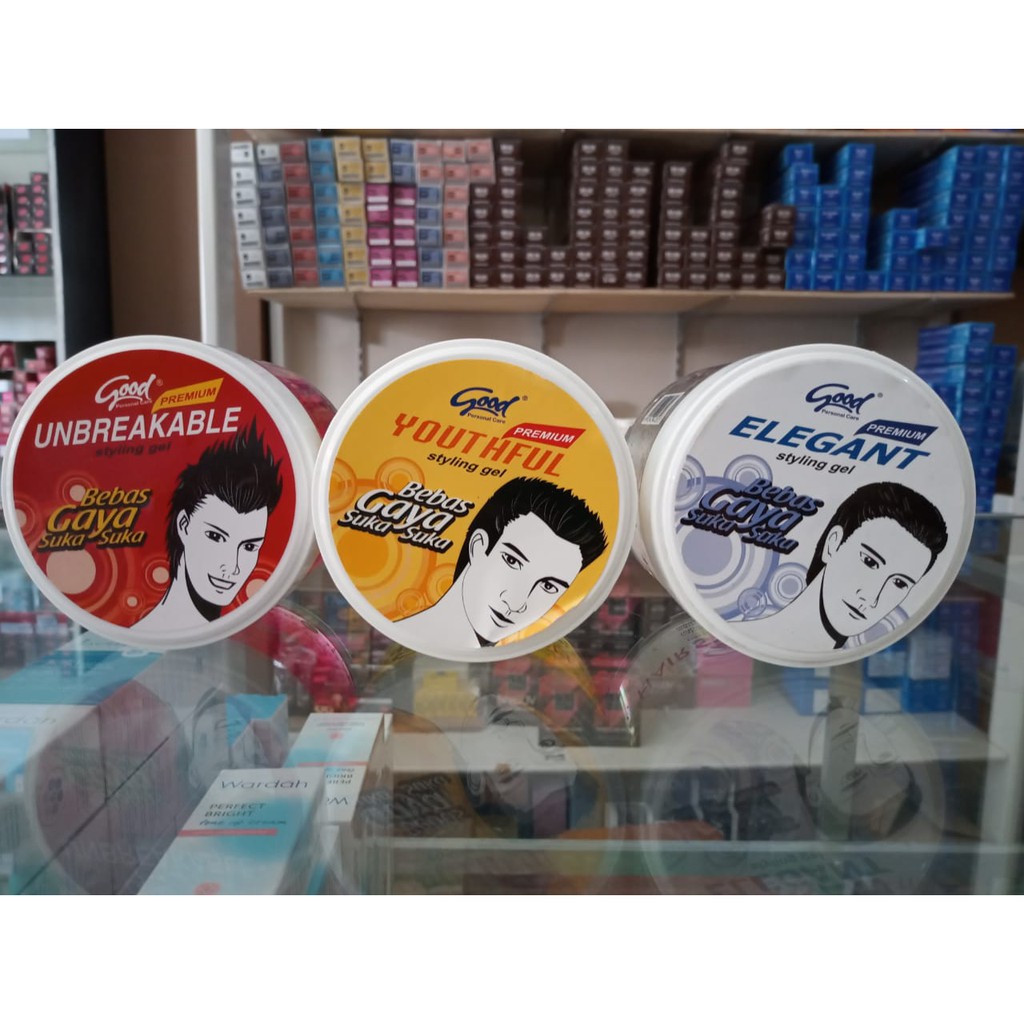 Good®
Personal Care
PREMIUM
UNBREAKABLE
styling gel
Bebas
Gaya
Suka Suka
Good®
Personal Care
PREMIUM
YOUTHFUL
styling gel
Bebas
Gaya
Suka Suka
Good®
Personal Care
PREMIUM
ELEGANT
styling gel
Bebas
Gaya
Suka Suka
Wardah
Wardah
PERFECT
BRIGHT